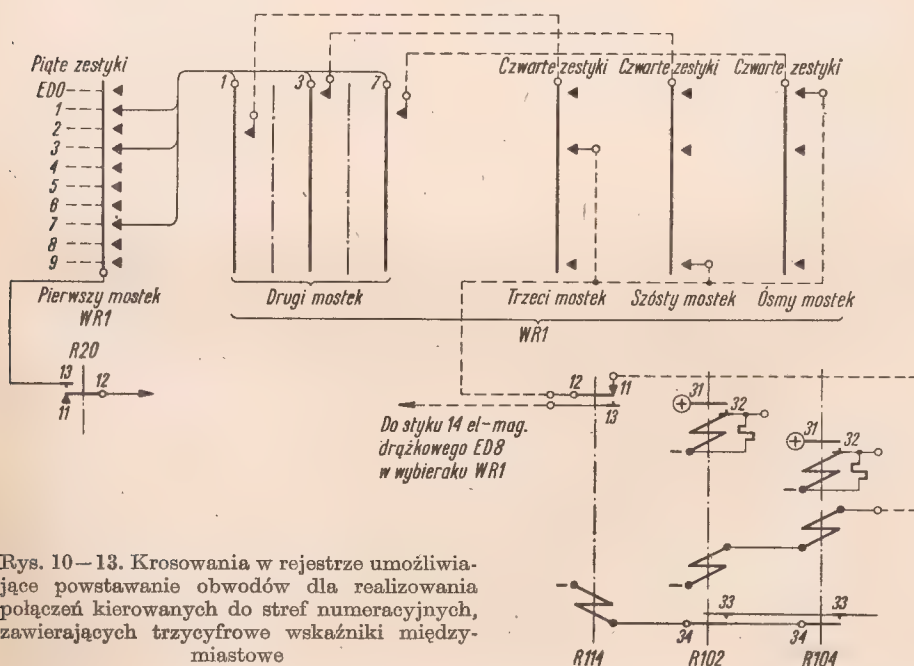 Piąte zestyki
ED0
1
2
3
4
5
6
7
8
9
Pierwszy mostek
WR1
R20
13
12
11
1
3
7
Drugi mostek
Czwarte zestyki
Czwarte zestyki
Czwarte zestyki
Trzeci mostek
Szósty mostek
Ósmy mostek
WR1
12
11
13
Do styku 14 el-mag.
drążkowego ED8
w wybieraku WR1
31
32
31
32
33
33
34
34
R114
R102
R104
Rys. 10—13. Krosowania w rejestrze umożliwia-
jące powstawanie obwodów dla realizowania
połączeń kierowanych do stref numeracyjnych,
zawierających trzycyfrowe wskaźniki między-
miastowe